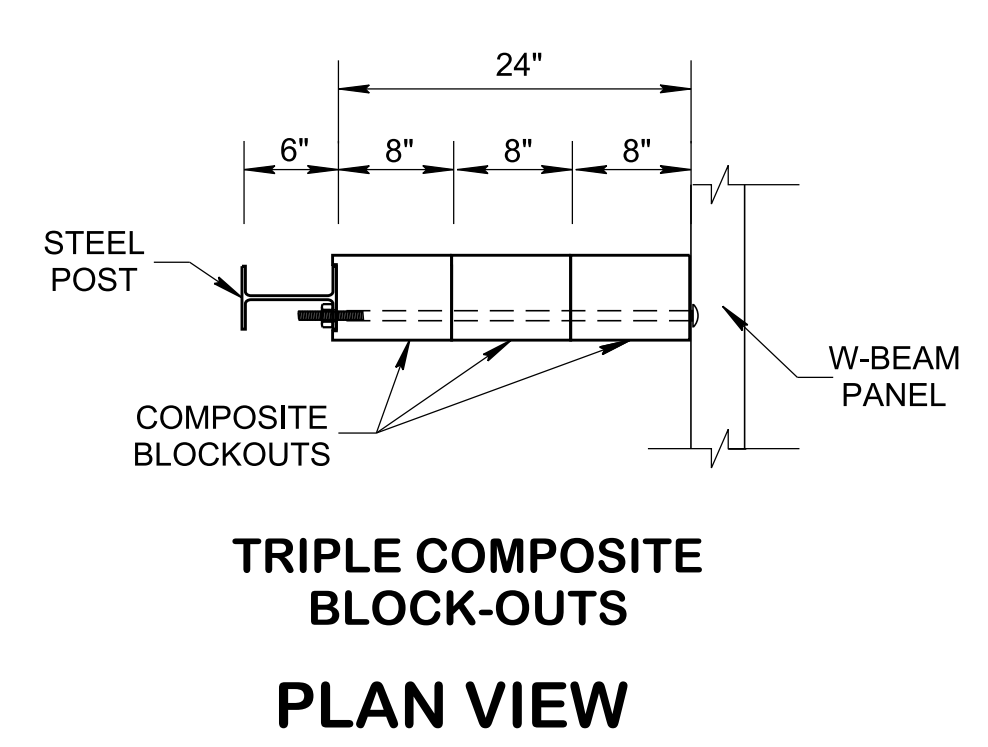 24"
6"
8"
8"
8"
STEEL
POST
W-BEAM
PANEL
COMPOSITE
BLOCKOUTS
TRIPLE COMPOSITE
BLOCK-OUTS
PLAN VIEW